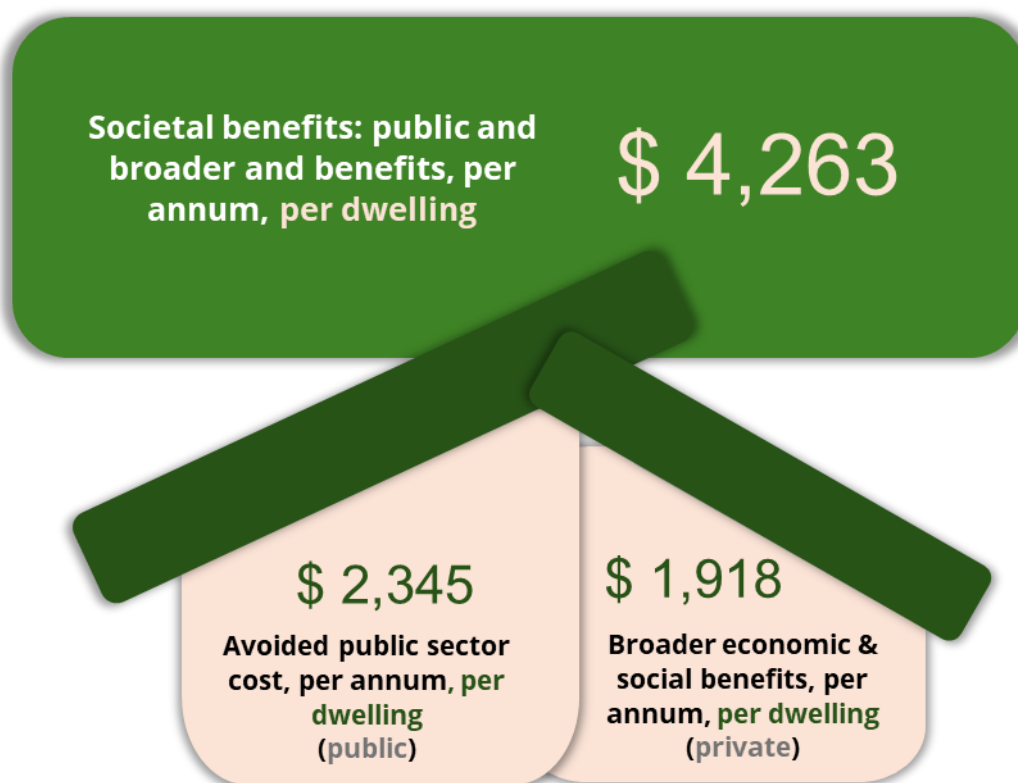 Societal benefits: public and
broader and benefits, per
annum, per dwelling
$ 4,263
$ 2,345
Avoided public sector
cost, per annum, per
dwelling
(public)
$ 1,918
Broader economic &
social benefits, per
annum, per dwelling
(private)